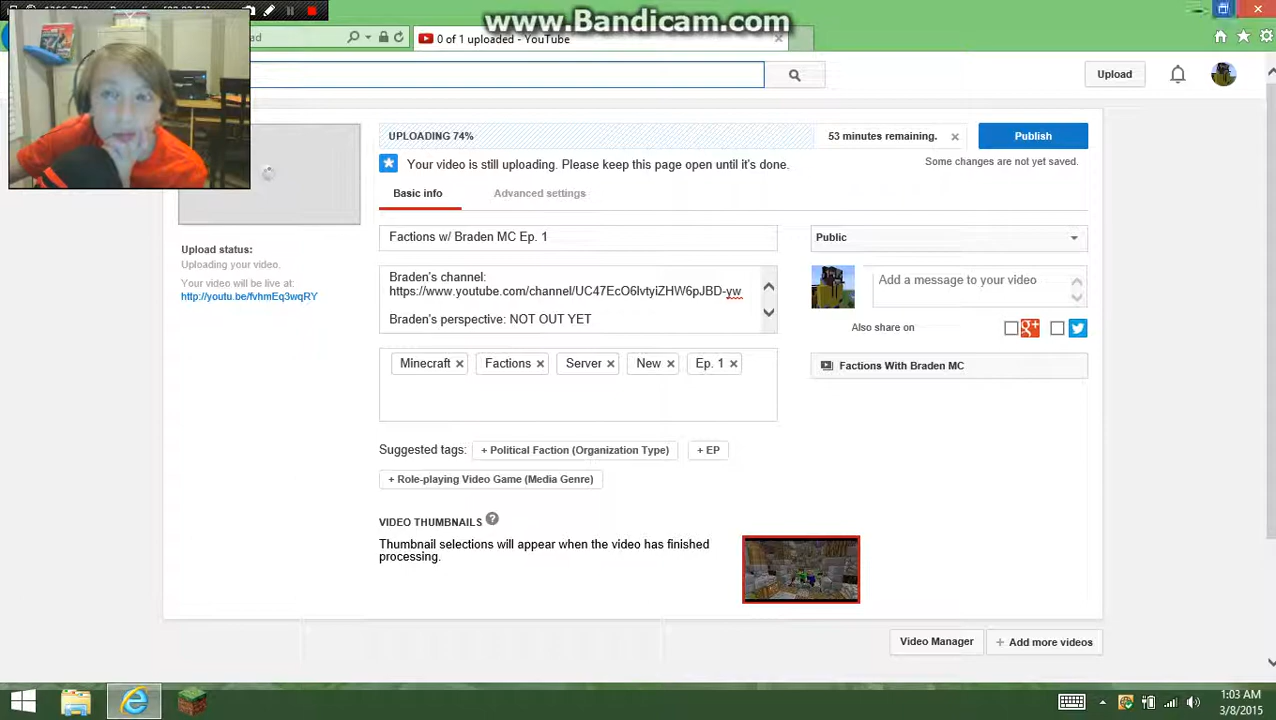 www.Bandicam.com
ad
0 of 1 uploaded - YouTube
Upload
UPLOADING 74%
53 minutes remaining.
Publish
Your video is still uploading. Please keep this page open until it's done.
Some changes are not yet saved.
Basic info
Advanced settings
Factions w/ Braden MC Ep. 1
Public
Upload status:
Uploading your video.
Your video will be live at:
http://youtu.be/fvhmEq3wqRY
Braden's channel:
https://www.youtube.com/channel/UC47EcO6lvtyiZHW6pJBD-yw
Braden's perspective: NOT OUT YET
Add a message to your video
Also share on
Minecraft
Factions
Server
New
Ep. 1
Factions With Braden MC
Suggested tags:
+ Political Faction (Organization Type)
+ EP
+ Role-playing Video Game (Media Genre)
VIDEO THUMBNAILS ?
Thumbnail selections will appear when the video has finished
processing.
Video Manager
+ Add more videos
1:03 AM
3/8/2015